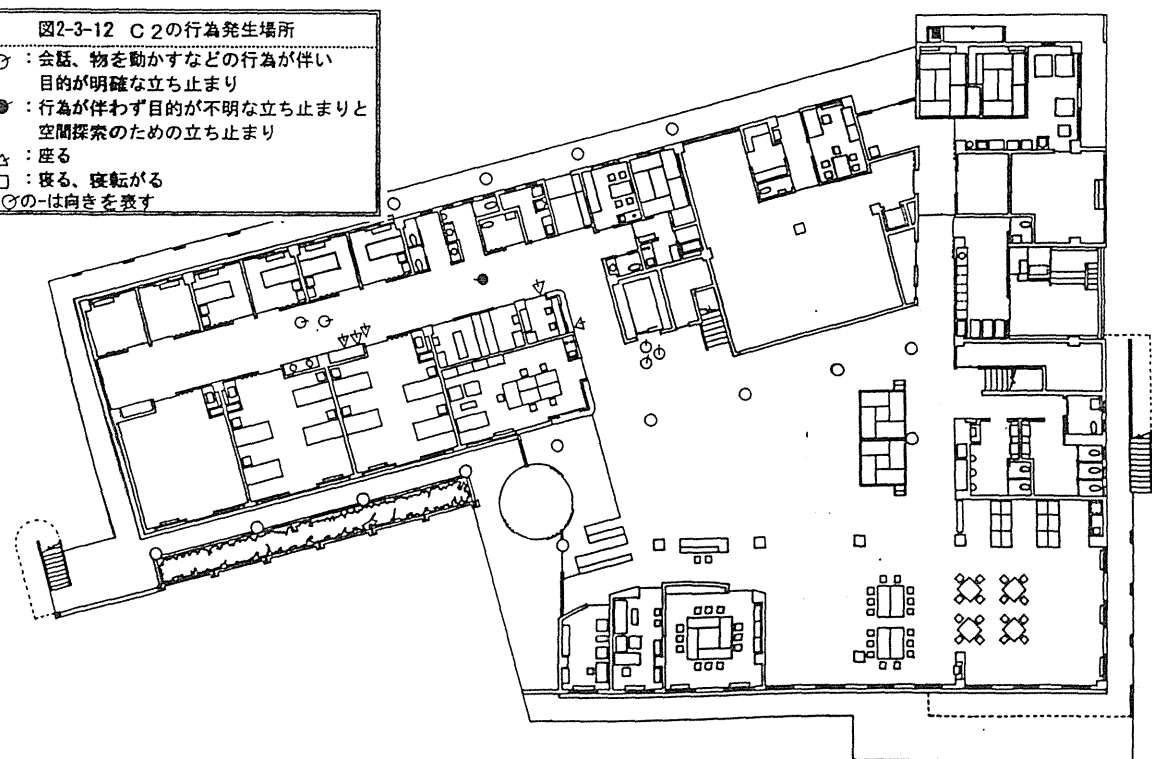 図2-3-12 C2の行為発生場所
：会話、物を動かすなどの行為が伴い
目的が明確な立ち止まり
：行為が伴わず目的が不明な立ち止まりと
空間探索のための立ち止まり
：座る
：寝る、寝転がる
の-は向きを表す